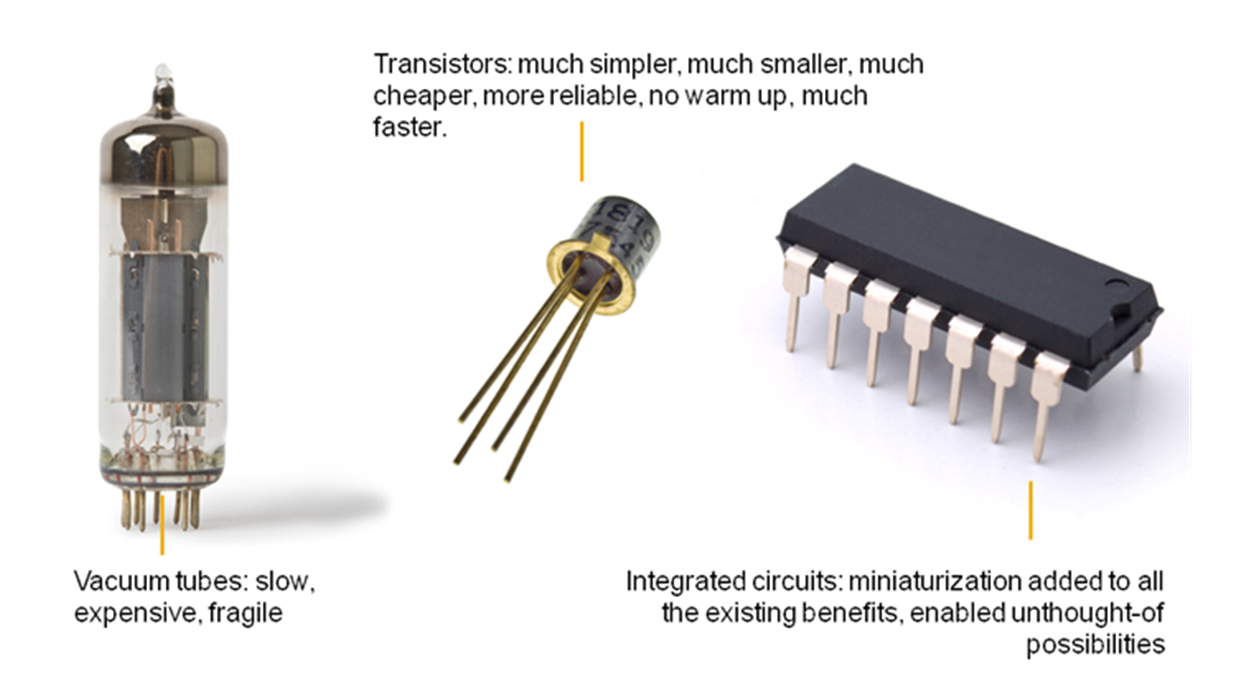 Transistors: much simpler, much smaller, much
cheaper, more reliable, no warm up, much
faster.
Vacuum tubes: slow,
expensive, fragile
Integrated circuits: miniaturization added to all
the existing benefits, enabled unthought-of
possibilities